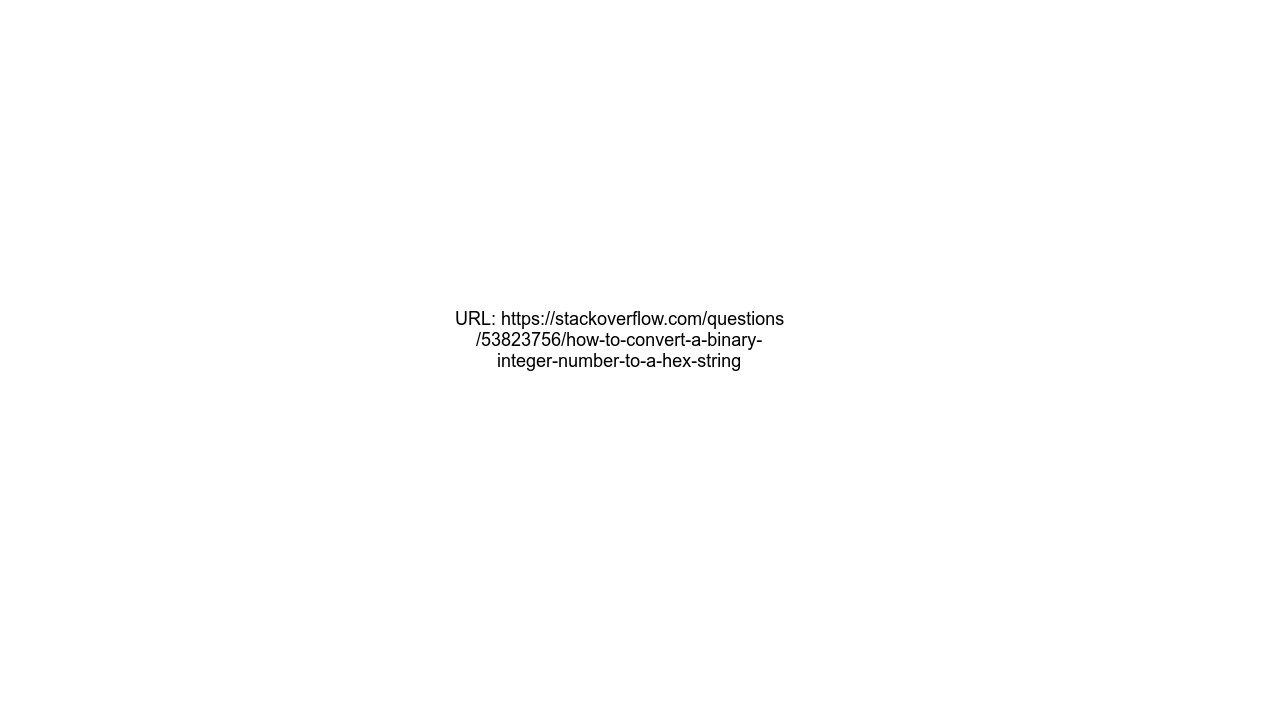 URL: https://stackoverflow.com/questions
/53823756/how-to-convert-a-binary-
integer-number-to-a-hex-string